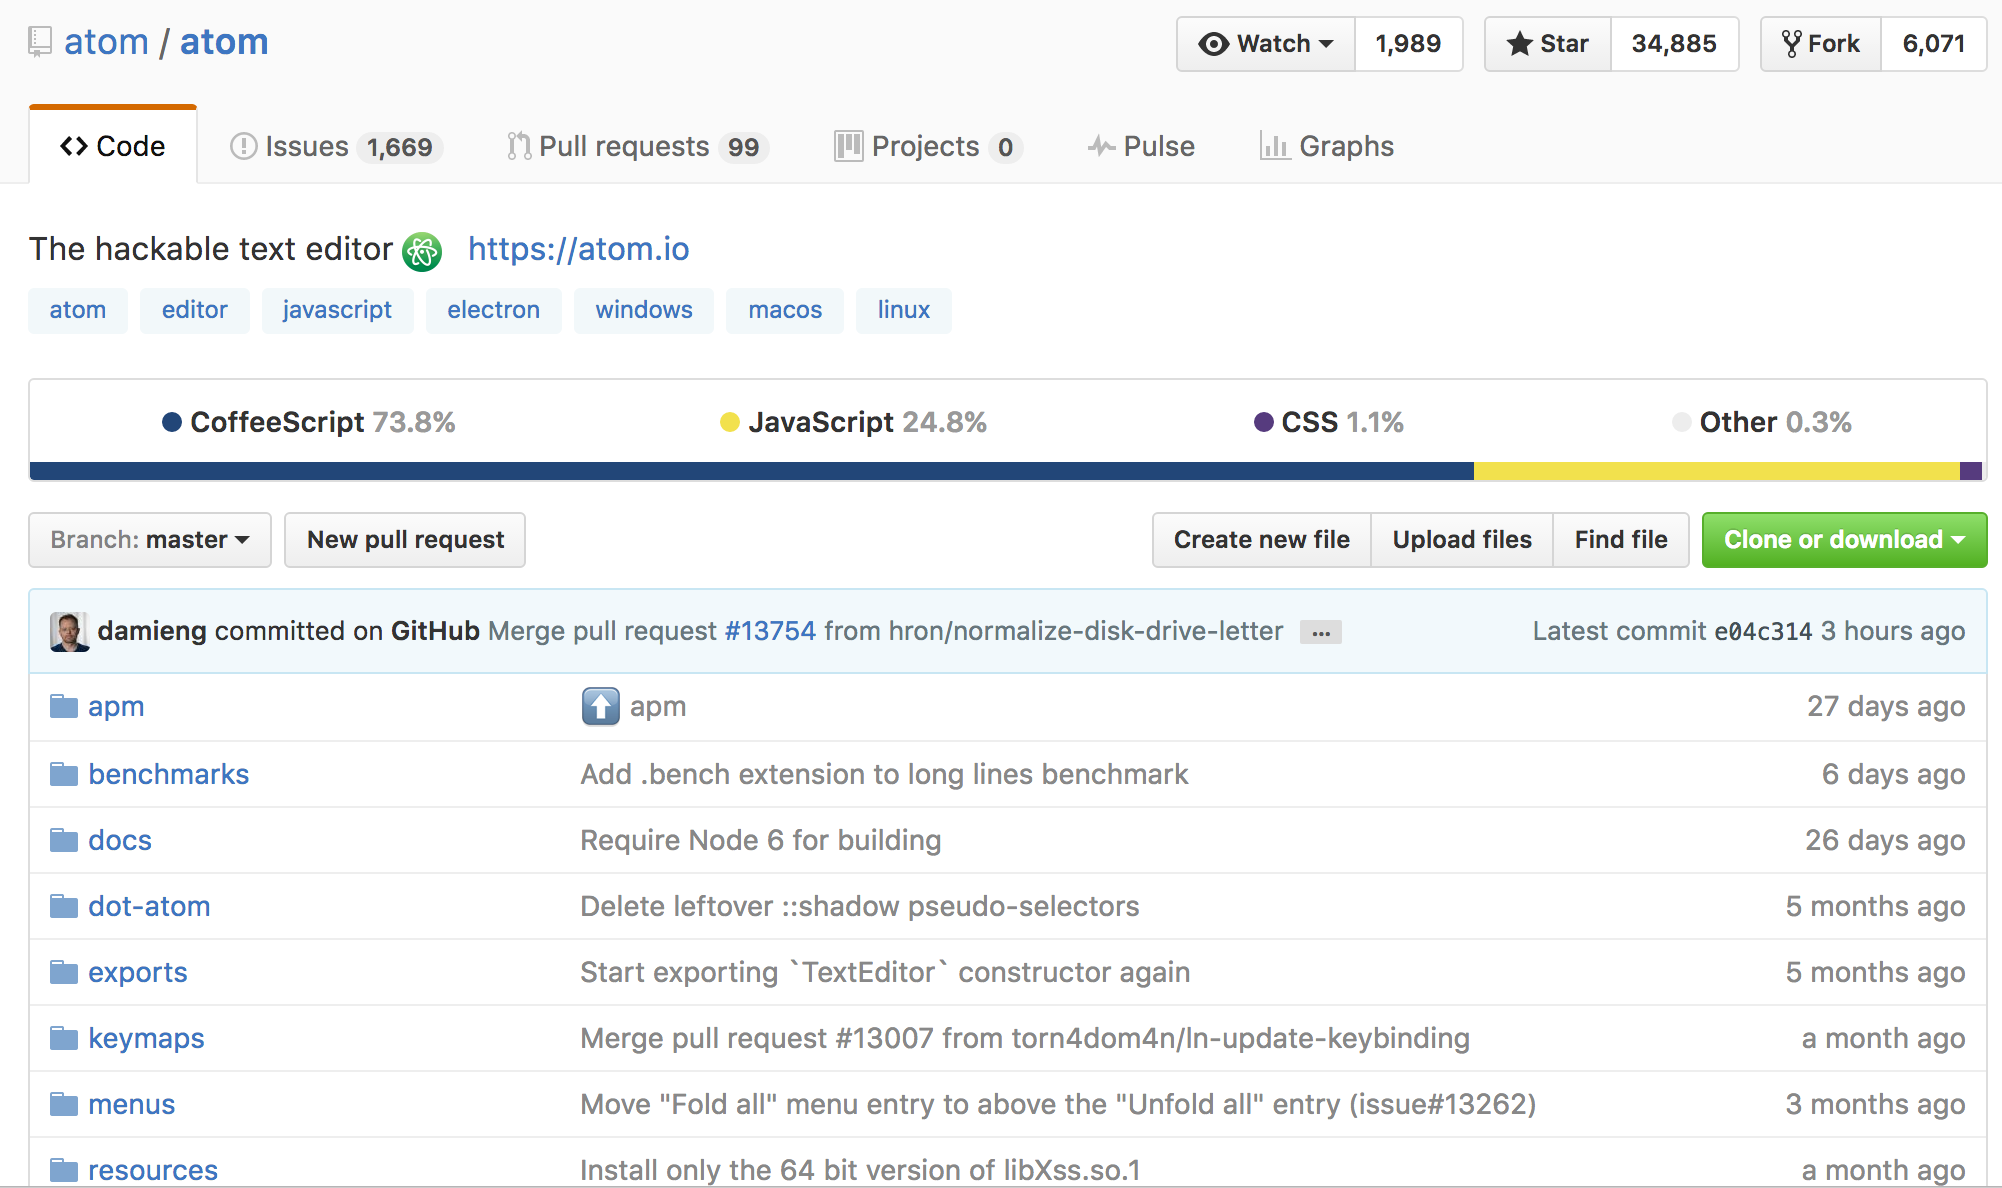 atom / atom
Watch 1,989 Star 34,885 Fork 6,071
Code Issues 1,669 Pull requests 99 Projects 0 Pulse Graphs
The hackable text editor https://atom.io
atom editor javascript electron windows macos linux
CoffeeScript 73.8% JavaScript 24.8% CSS 1.1% Other 0.3%
Branch: master New pull request Create new file Upload files Find file Clone or download
damieng committed on GitHub Merge pull request #13754 from hron/normalize-disk-drive-letter ... Latest commit e04c314 3 hours ago
apm apm 27 days ago
benchmarks Add .bench extension to long lines benchmark 6 days ago
docs Require Node 6 for building 26 days ago
dot-atom Delete leftover ::shadow pseudo-selectors 5 months ago
exports Start exporting `TextEditor` constructor again 5 months ago
keymaps Merge pull request #13007 from torn4dom4n/ln-update-keybinding a month ago
menus Move "Fold all" menu entry to above the "Unfold all" entry (issue#13262) 3 months ago
resources Install only the 64 bit version of libXss.so.1 a month ago